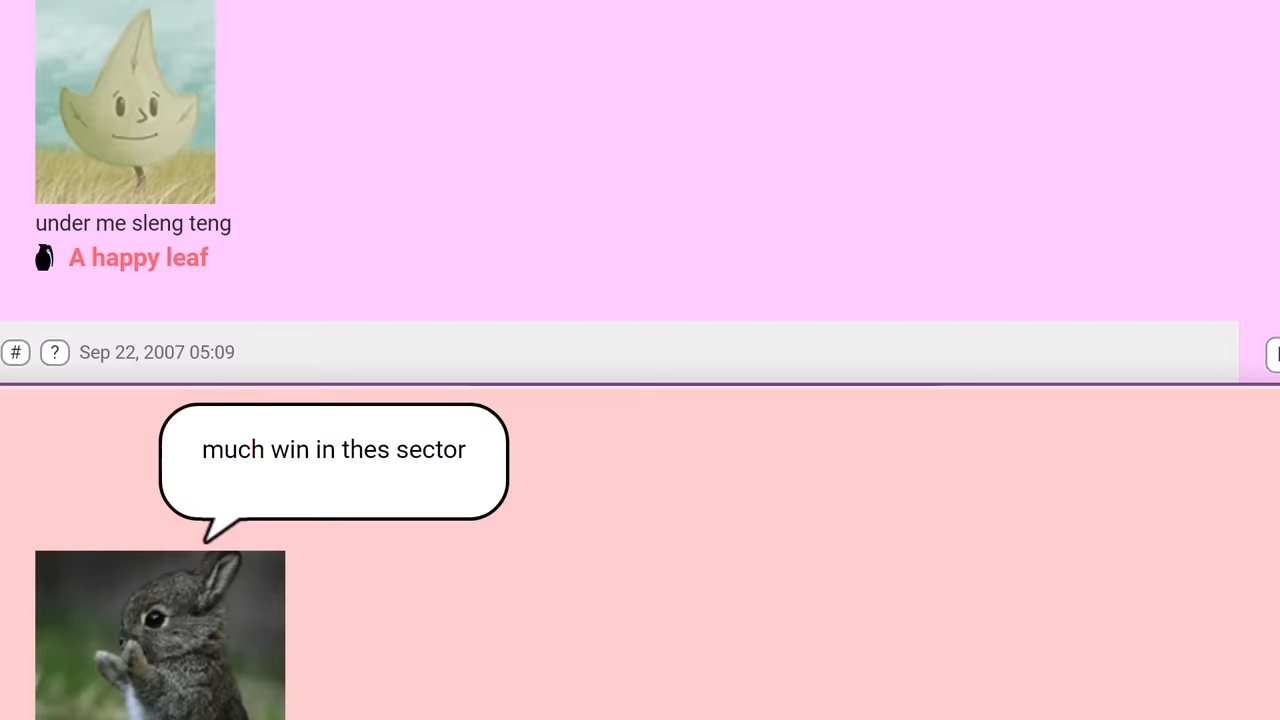 under me sleng teng
A happy leaf
# ? Sep 22, 2007 05:09
much win in thes sector